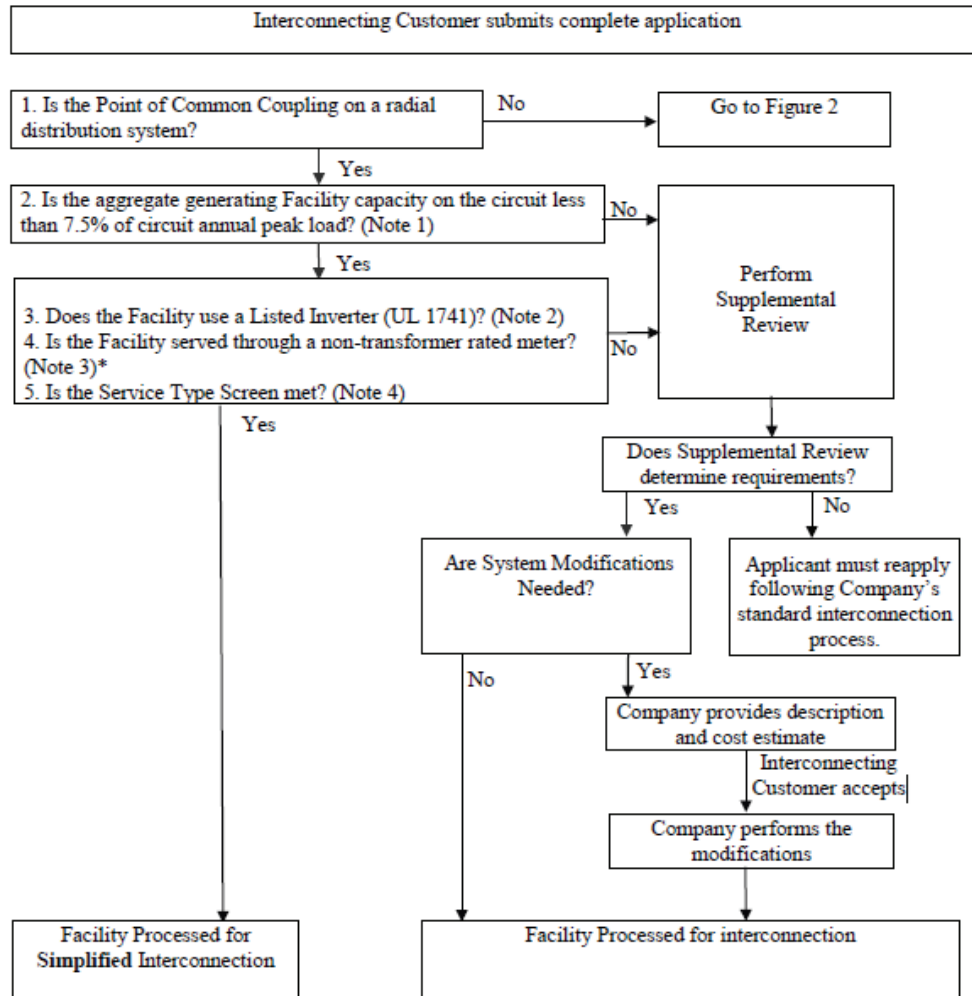 Interconnecting Customer submits complete application
1. Is the Point of Common Coupling on a radial
distribution system?
No
Go to Figure 2
Yes
2. Is the aggregate generating Facility capacity on the circuit less
than 7.5% of circuit annual peak load? (Note 1)
No
Perform
Supplemental
Review
Yes
3. Does the Facility use a Listed Inverter (UL 1741)? (Note 2)
4. Is the Facility served through a non-transformer rated meter?
(Note 3)*
5. Is the Service Type Screen met? (Note 4)
No
Yes
Does Supplemental Review
determine requirements?
Yes
No
Are System Modifications
Needed?
Applicant must reapply
following Company's
standard interconnection
process.
No
Yes
Company provides description
and cost estimate
Interconnecting
Customer accepts
Company performs the
modifications
Facility Processed for
Simplified Interconnection
Facility Processed for interconnection